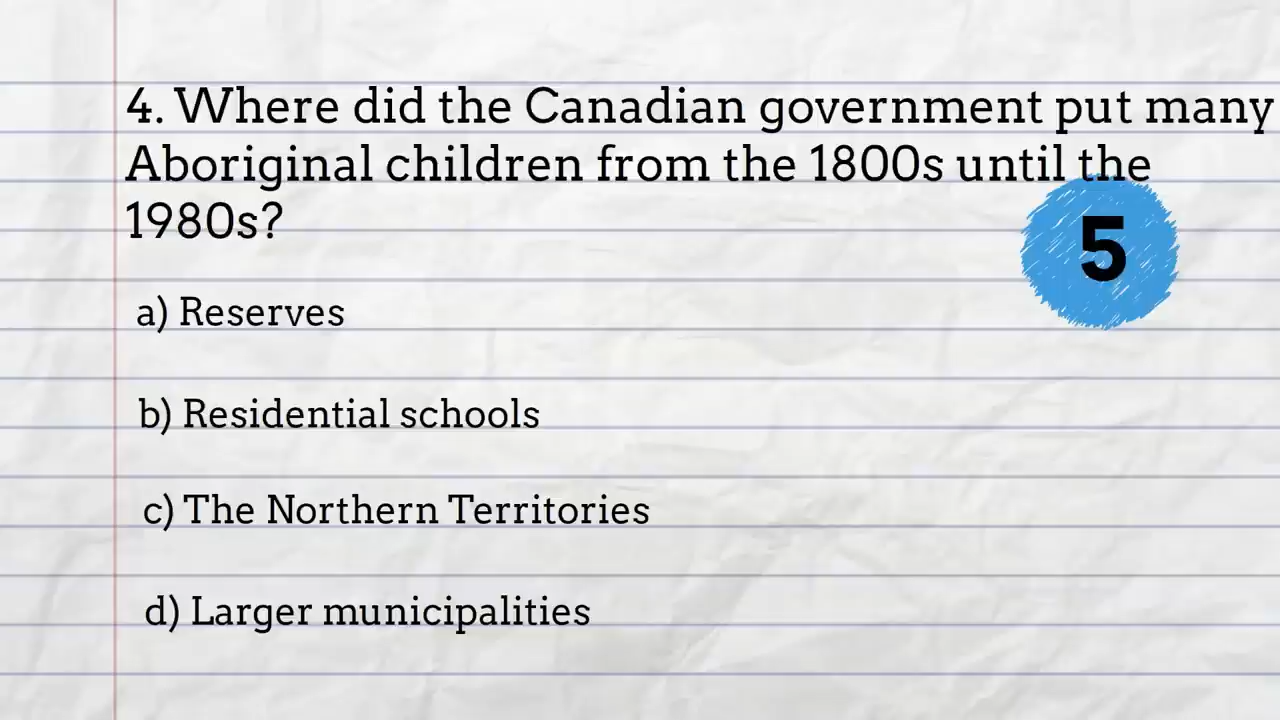 4. Where did the Canadian government put many
Aboriginal children from the 1800s until the
1980s?
5
a) Reserves
b) Residential schools
c) The Northern Territories
d) Larger municipalities